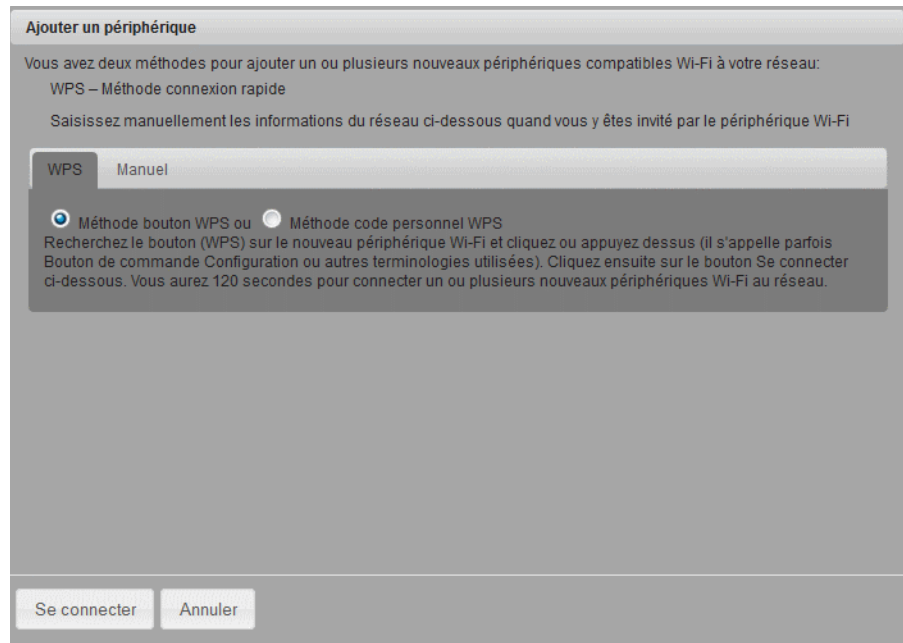 Ajouter un périphérique
Vous avez deux méthodes pour ajouter un ou plusieurs nouveaux périphériques compatibles Wi-Fi à votre réseau:
WPS – Méthode connexion rapide
Saisissez manuellement les informations du réseau ci-dessous quand vous y êtes invité par le périphérique Wi-Fi
WPS Manuel
Méthode bouton WPS ou Méthode code personnel WPS
Recherchez le bouton (WPS) sur le nouveau périphérique Wi-Fi et cliquez ou appuyez dessus (il s'appelle parfois
Bouton de commande Configuration ou autres terminologies utilisées). Cliquez ensuite sur le bouton Se connecter
ci-dessous. Vous aurez 120 secondes pour connecter un ou plusieurs nouveaux périphériques Wi-Fi au réseau.
Se connecter Annuler